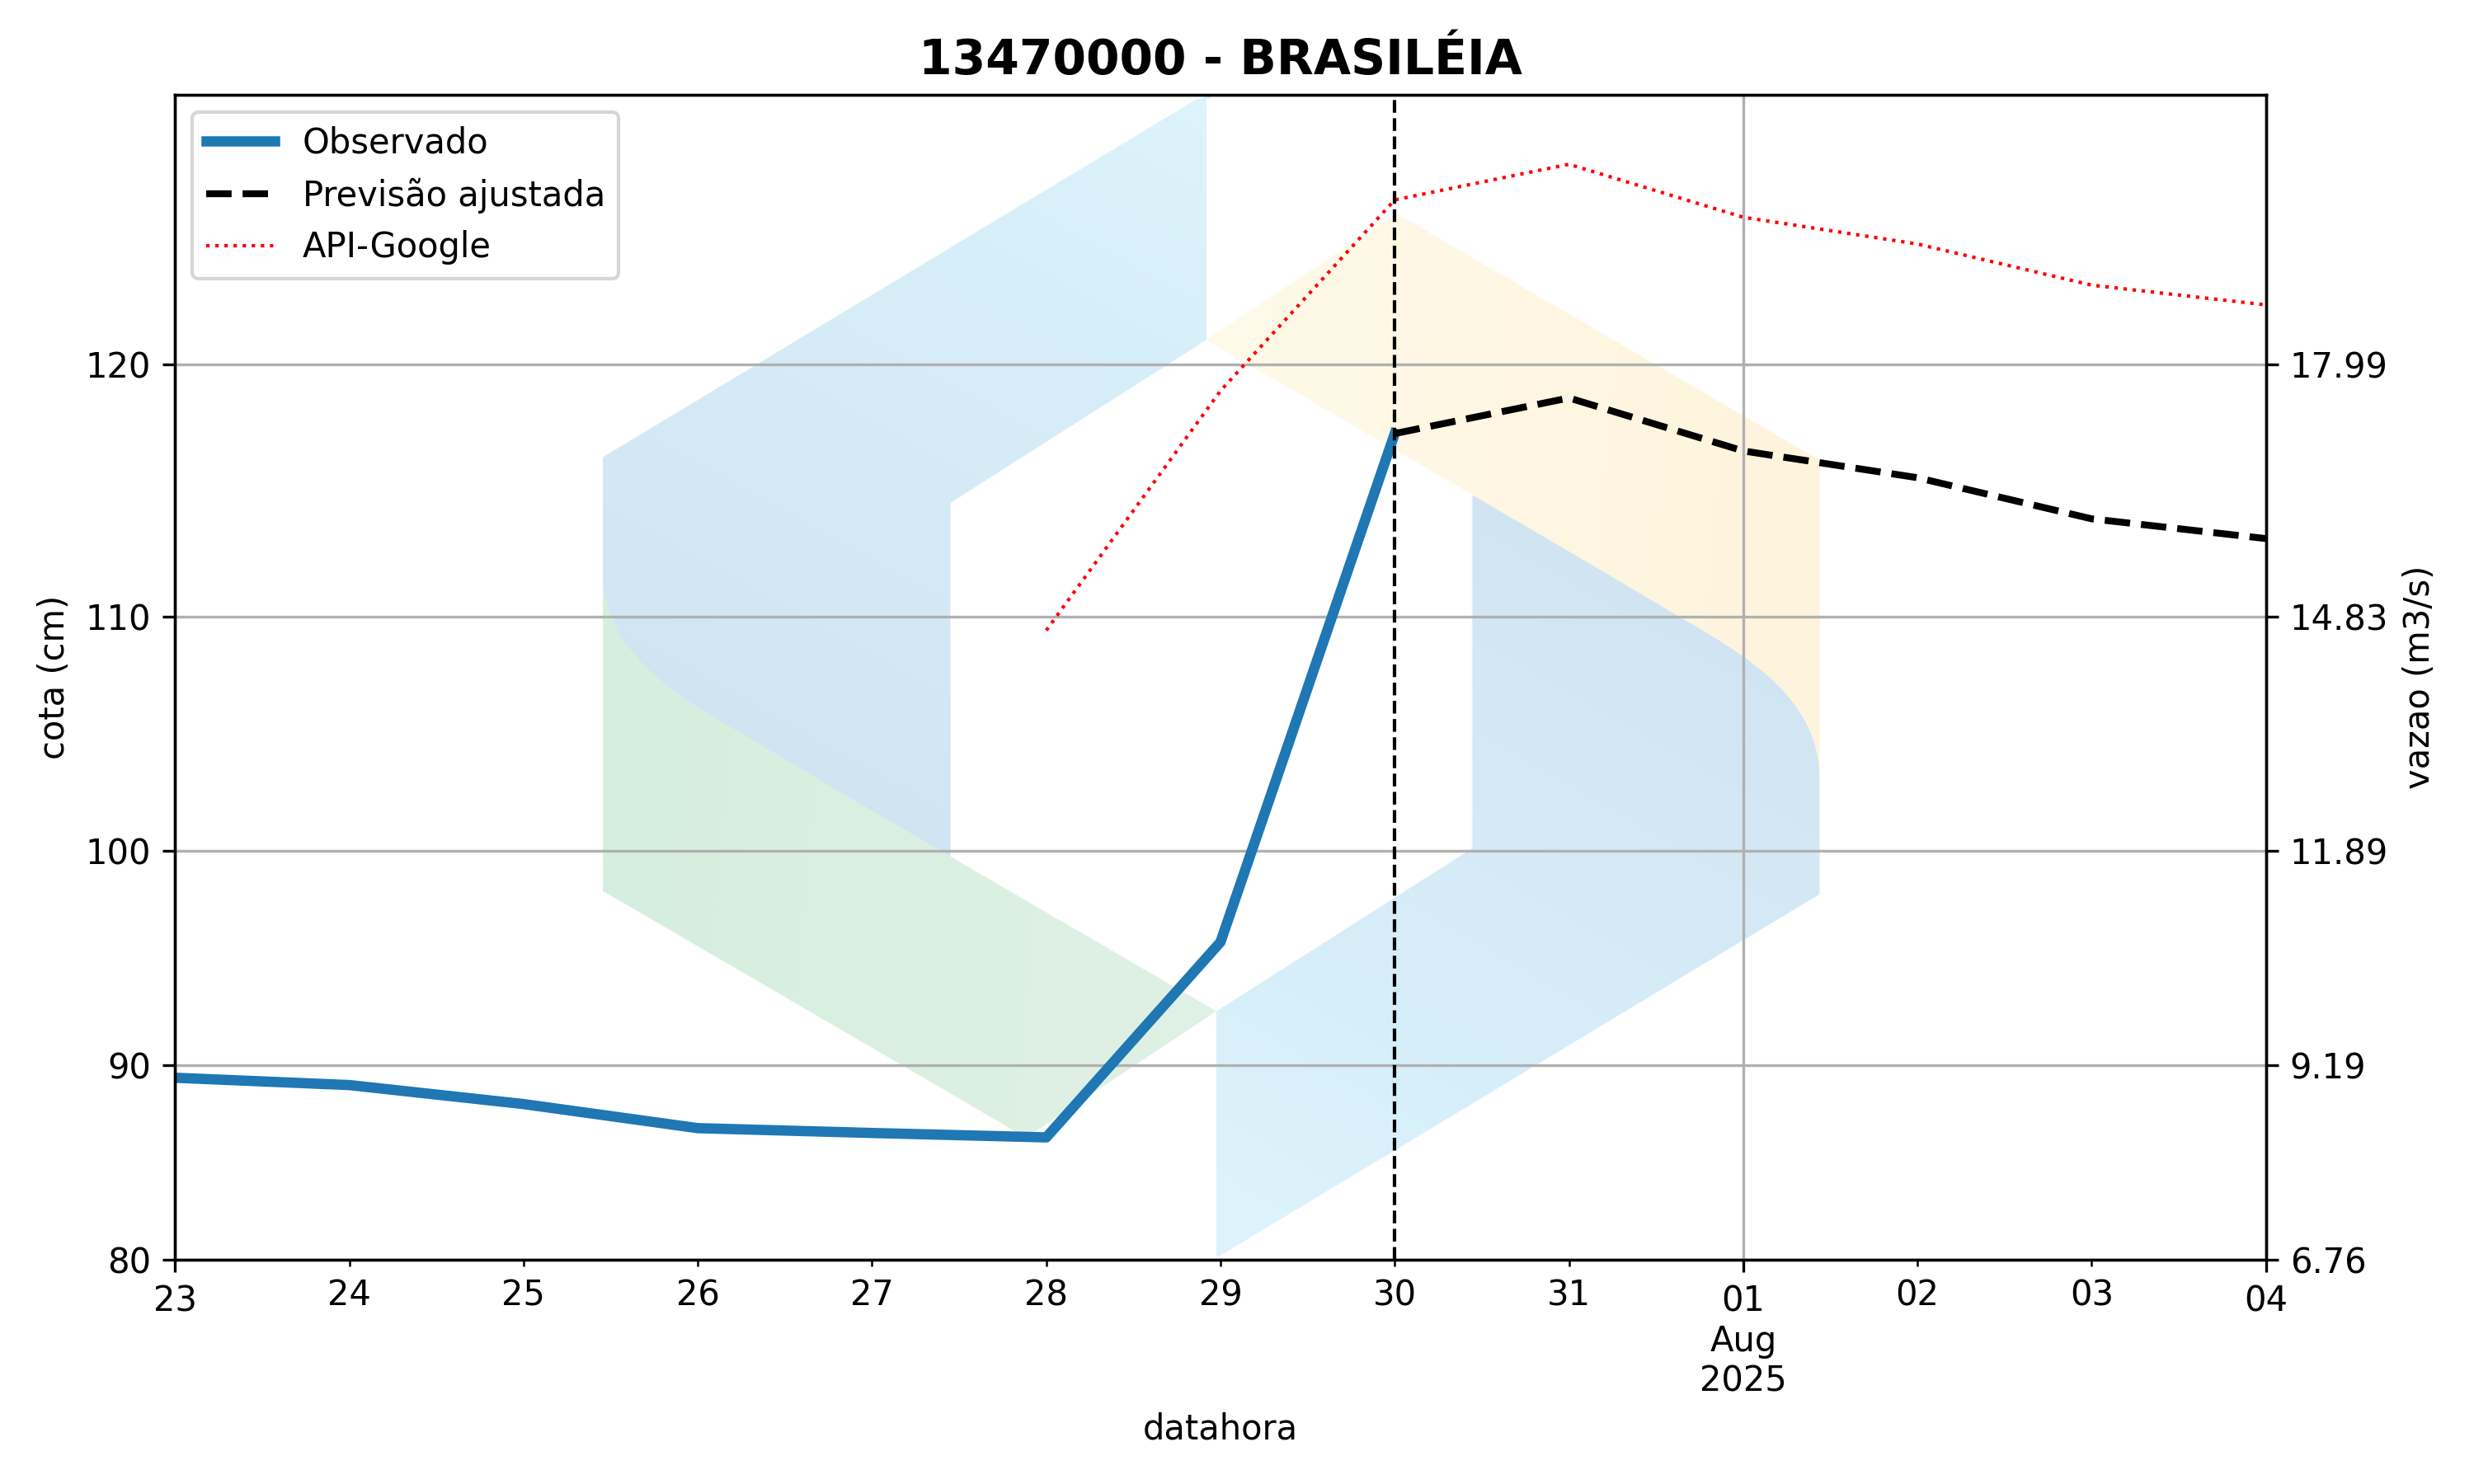 13470000 - BRASILÉIA
Observado
Previsão ajustada
API-Google
120
110
100
90
80
cota (cm)
17.99
14.83
11.89
9.19
6.76
vazao (m3/s)
23 24 25 26 27 28 29 30 31 01 02 03 04
Aug
2025
datahora